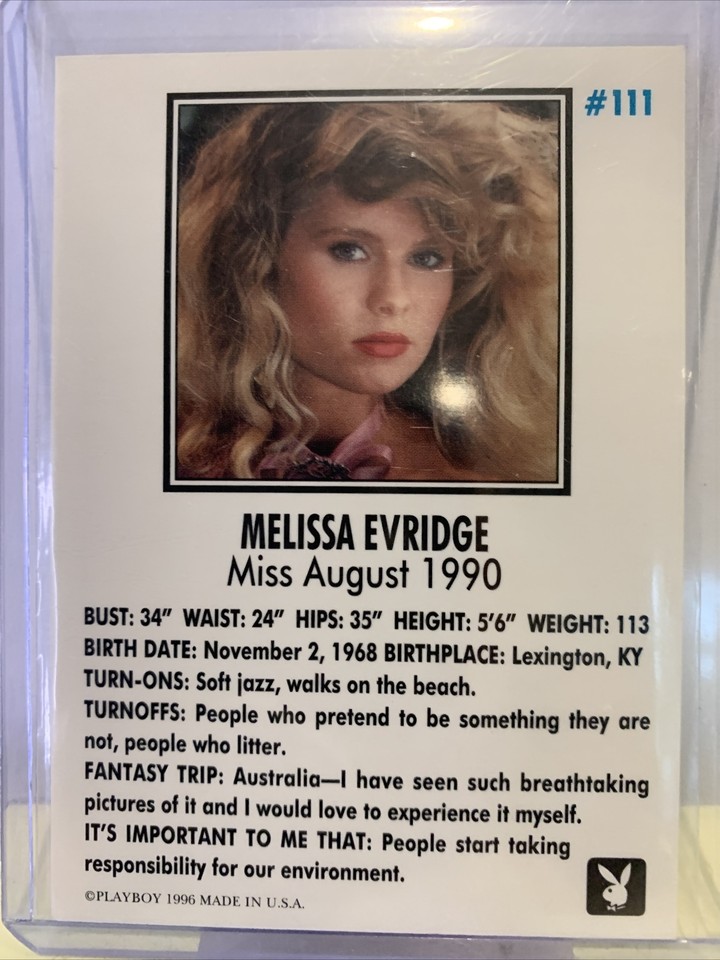 #111
MELISSA EVRIDGE
Miss August 1990
BUST: 34" WAIST: 24" HIPS: 35" HEIGHT: 5'6" WEIGHT: 113
BIRTH DATE: November 2, 1968 BIRTHPLACE: Lexington, KY
TURN-ONS: Soft jazz, walks on the beach.
TURNOFFS: People who pretend to be something they are
not, people who litter.
FANTASY TRIP: Australia—I have seen such breathtaking
pictures of it and I would love to experience it myself.
IT'S IMPORTANT TO ME THAT: People start taking
responsibility for our environment.
©PLAYBOY 1996 MADE IN U.S.A.